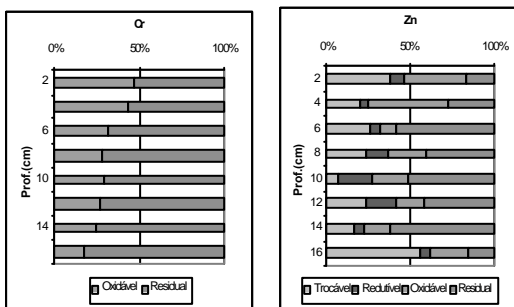 Cr
0% 50% 100%
Prof.(cm)
2
6
10
14
Oxidável Residual
Zn
0% 50% 100%
Prof.(cm)
2
4
6
8
10
12
14
16
Trocável Redutível Oxidável Residual